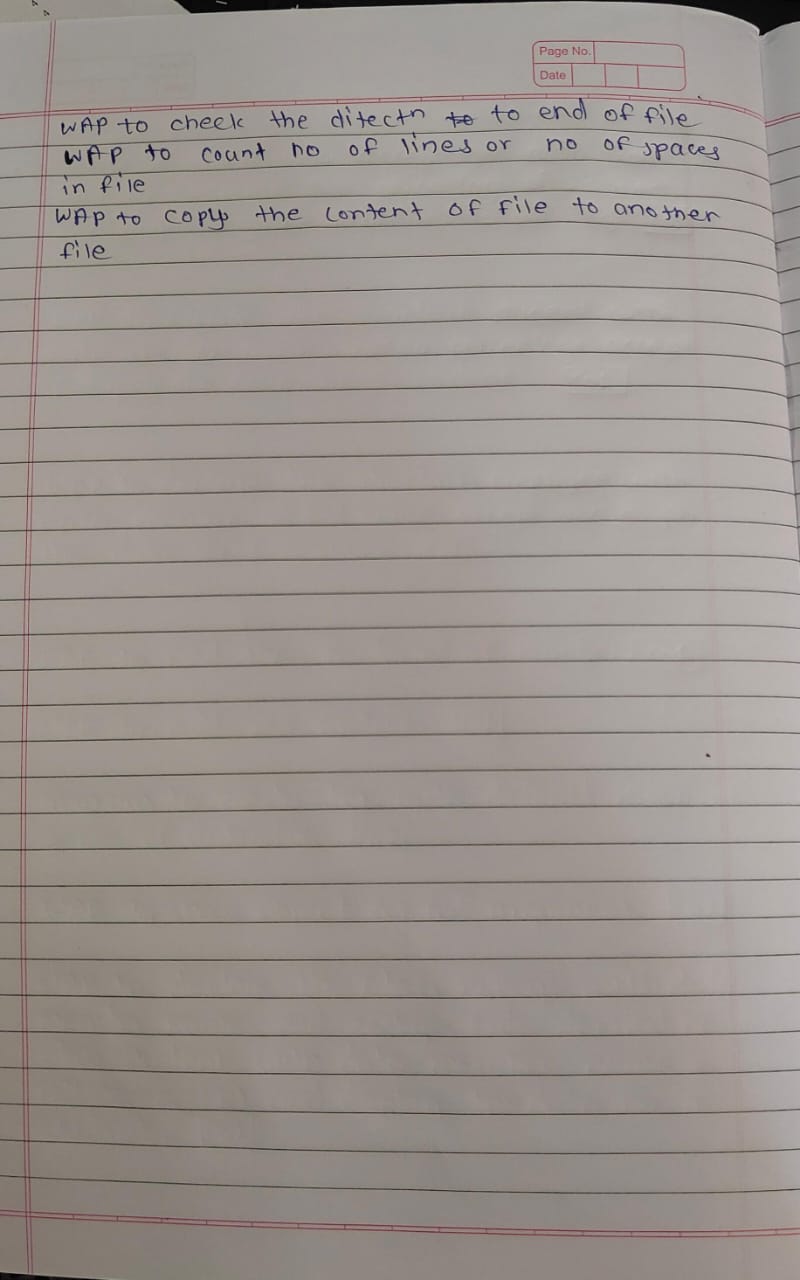 Page No.
Date
WAP to check the ditectn to to end of file
WAP to count no of lines or no of spaces
in file
WAP to copy the content of file to another
file